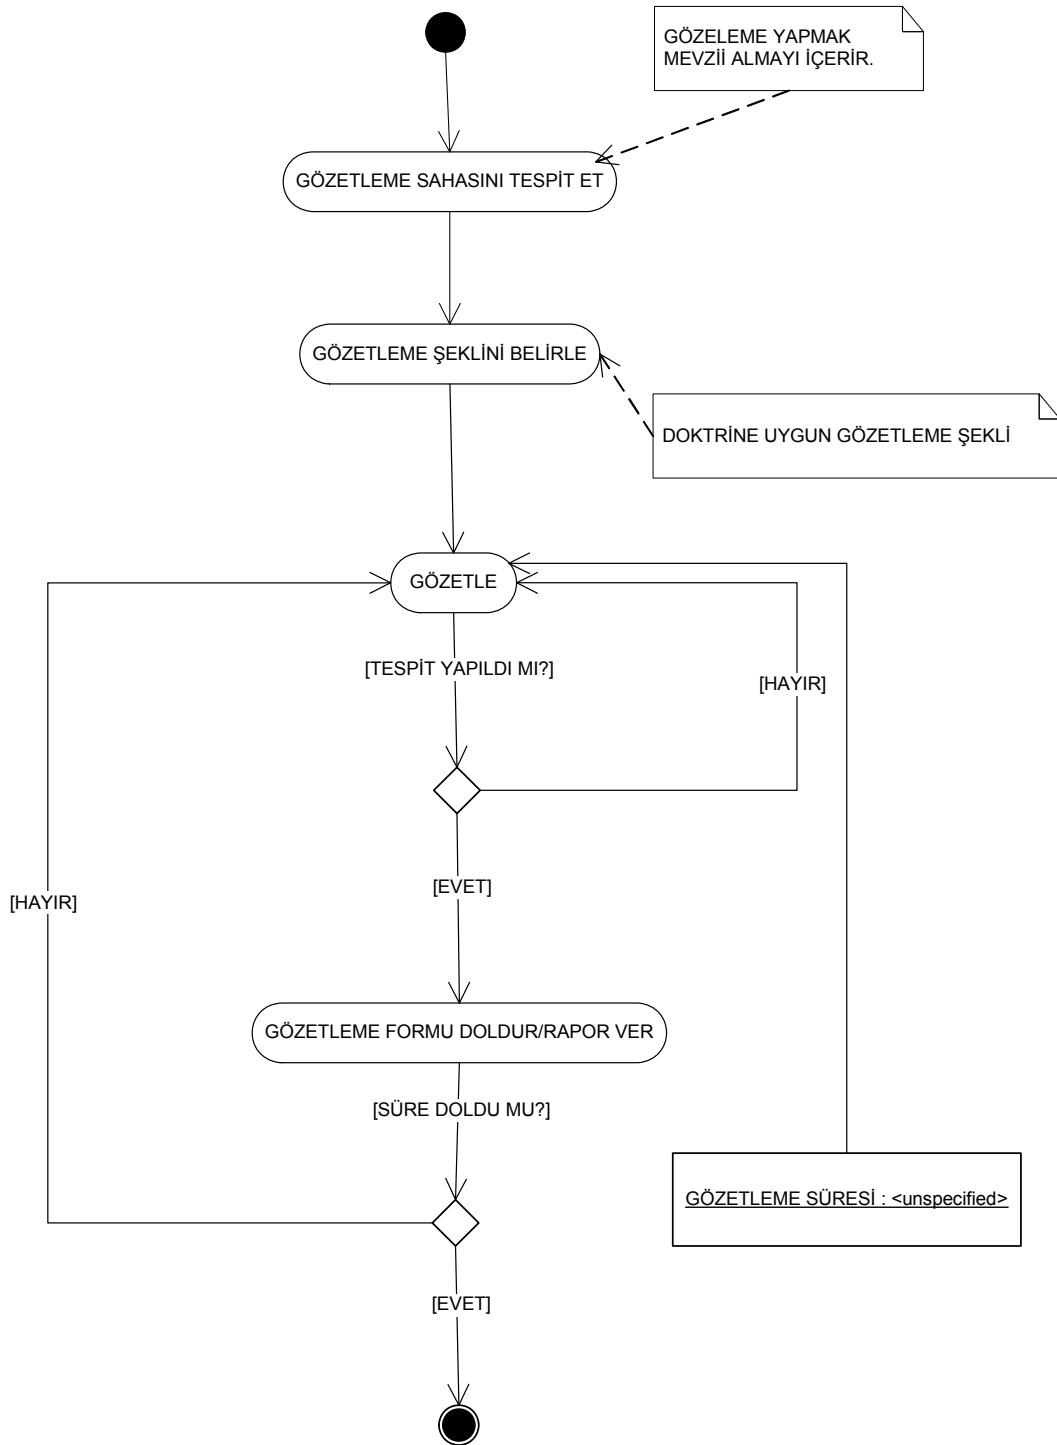 GÖZELEME YAPMAK
MEVZİİ ALMAYI İÇERİR.
GÖZETLEME SAHASINI TESPİT ET
GÖZETLEME ŞEKLİNİ BELİRLE
DOKTRİNE UYGUN GÖZETLEME ŞEKLİ
GÖZETLE
[TESPİT YAPILDI MI?]
[HAYIR]
[EVET]
[HAYIR]
GÖZETLEME FORMU DOLDUR/RAPOR VER
[SÜRE DOLDU MU?]
GÖZETLEME SÜRESİ : <unspecified>
[EVET]